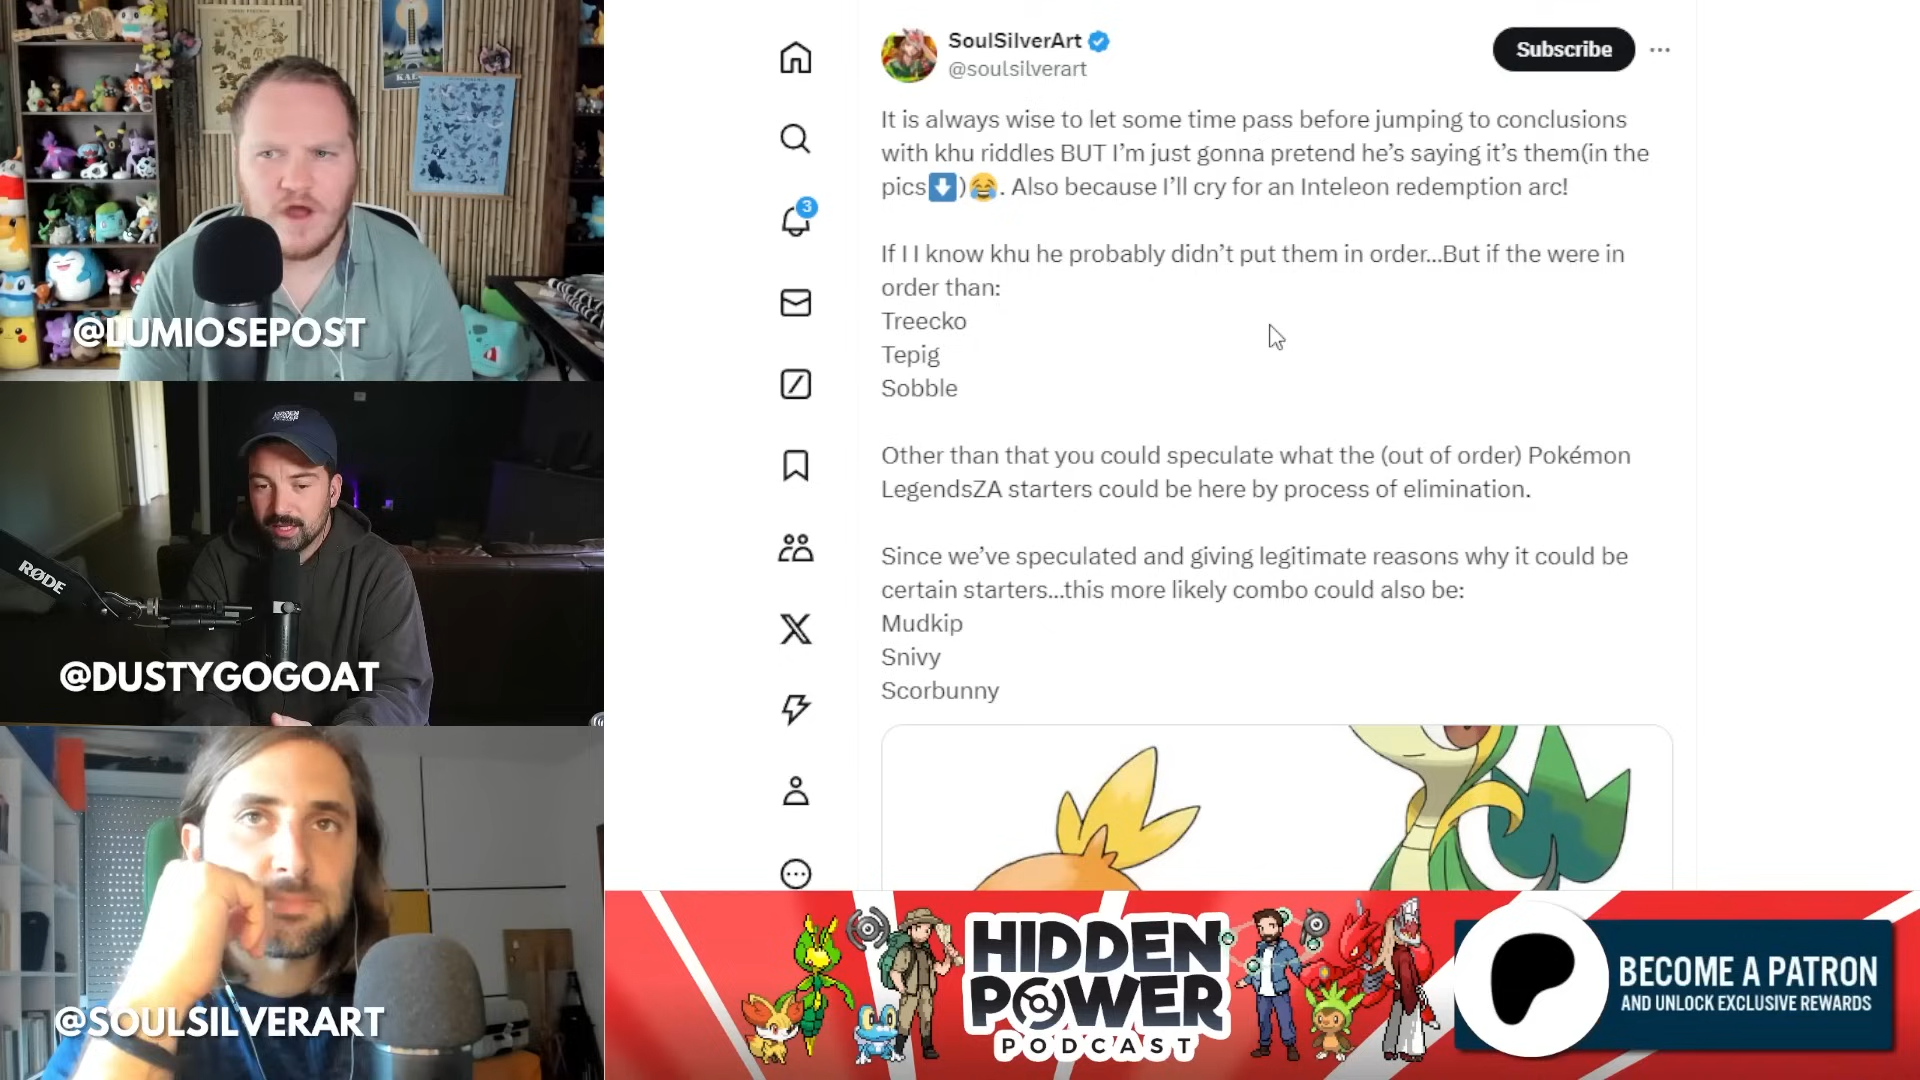 KAL
@LUMIOSEPOST
HIDDEN
POWER
RØDE
@DUSTYGOGOAT
@SOULSILVERART
SoulSilverArt
@soulsilverart
Subscribe
3
It is always wise to let some time pass before jumping to conclusions
with khu riddles BUT I’m just gonna pretend he’s saying it’s them(in the
pics⬇️)😂. Also because I’ll cry for an Inteleon redemption arc!
If I I know khu he probably didn’t put them in order...But if the were in
order than:
Treecko
Tepig
Sobble
Other than that you could speculate what the (out of order) Pokémon
LegendsZA starters could be here by process of elimination.
Since we’ve speculated and giving legitimate reasons why it could be
certain starters...this more likely combo could also be:
Mudkip
Snivy
Scorbunny
HIDDEN
POWER
PODCAST
BECOME A PATRON
AND UNLOCK EXCLUSIVE REWARDS